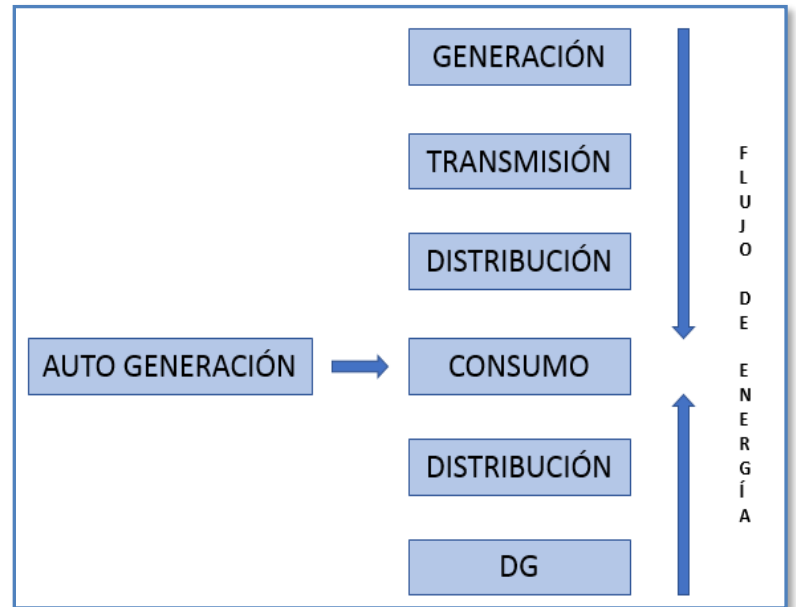 GENERACIÓN
TRANSMISIÓN
DISTRIBUCIÓN
AUTO GENERACIÓN
CONSUMO
DISTRIBUCIÓN
DG
FLUJO DE ENERGÍA